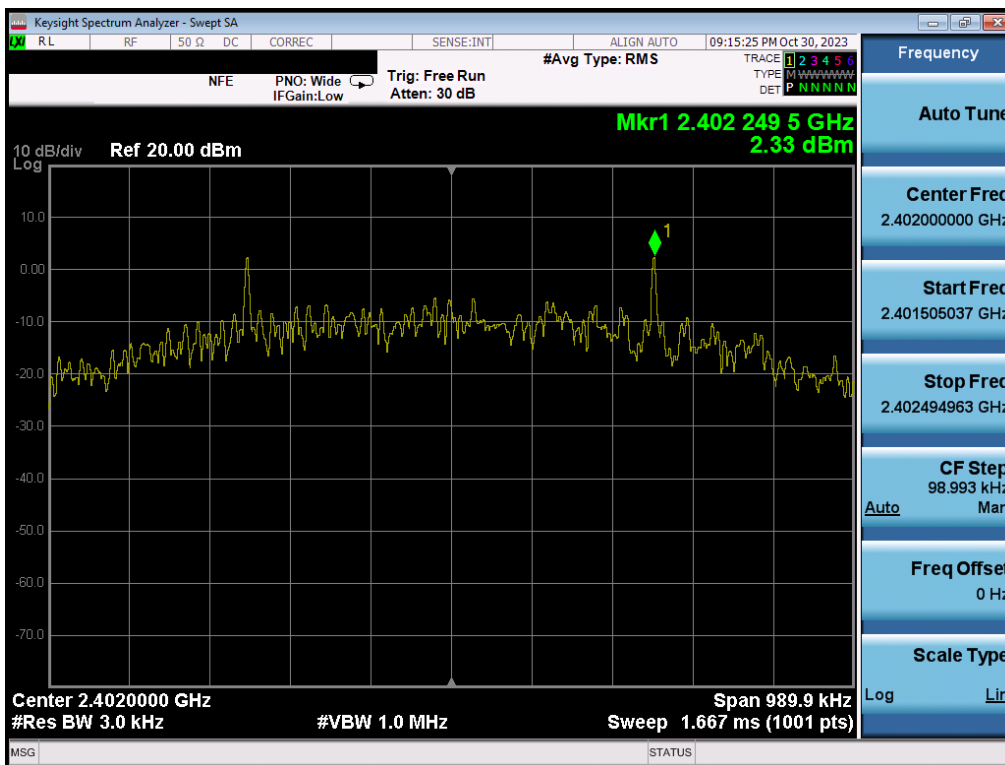 Keysight Spectrum Analyzer - Swept SA
LXI RL RF 50 Ω DC CORREC SENSE:INT ALIGN AUTO 09:15:25 PM Oct 30, 2023
#Avg Type: RMS TRACE 1 2 3 4 5 6
NFE PNO: Wide Trig: Free Run TYPE M W W W W W
IFGain:Low Atten: 30 dB DET P N N N N N
Mkr1 2.402 249 5 GHz
2.33 dBm
10 dB/div Ref 20.00 dBm
Log
1
10.0
0.00
-10.0
-20.0
-30.0
-40.0
-50.0
-60.0
-70.0
Center 2.4020000 GHz Span 989.9 kHz
#Res BW 3.0 kHz #VBW 1.0 MHz Sweep 1.667 ms (1001 pts)
MSG STATUS
Frequency
Auto Tune
Center Freq
2.402000000 GHz
Start Freq
2.401505037 GHz
Stop Freq
2.402494963 GHz
CF Step
98.993 kHz
Auto Man
Freq Offset
0 Hz
Scale Type
Log Lin